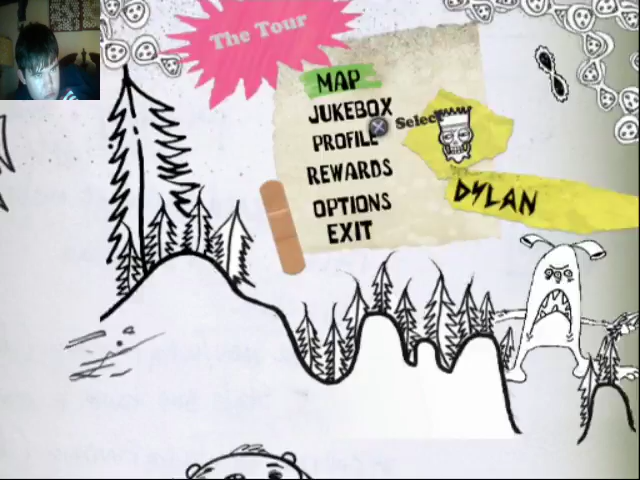 The Tour
MAP
JUKEBOX
PROFILE
Select
REWARDS
DYLAN
OPTIONS
EXIT